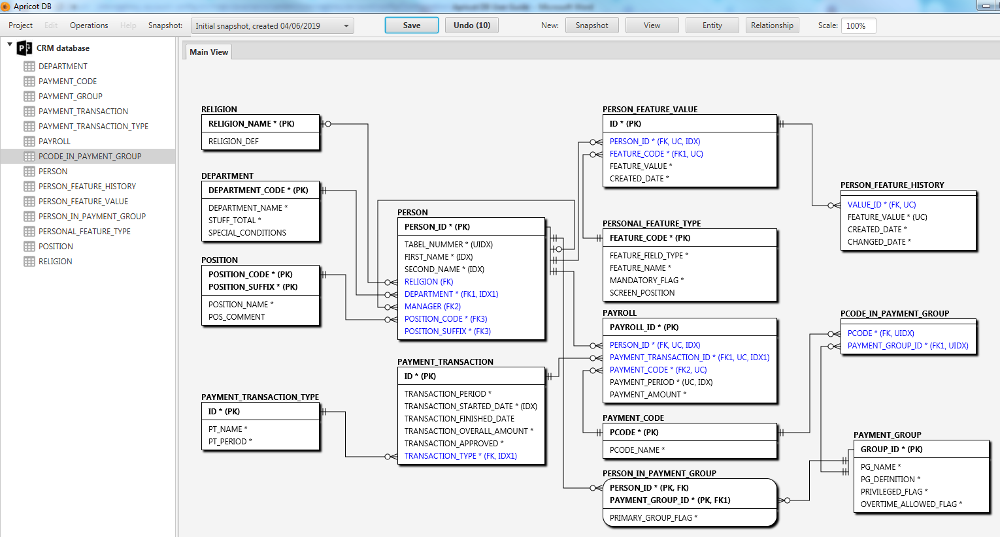 Apricot DB
Apricot DB User Guide - Microsoft Word
Project Edit Operations Help Snapshot: Initial snapshot, created 04/06/2019 Save Undo (10) New: Snapshot View Entity Relationship Scale: 100%
CRM database
DEPARTMENT
PAYMENT_CODE
PAYMENT_GROUP
PAYMENT_TRANSACTION
PAYMENT_TRANSACTION_TYPE
PAYROLL
PCODE_IN_PAYMENT_GROUP
PERSON
PERSON_FEATURE_HISTORY
PERSON_FEATURE_VALUE
PERSON_IN_PAYMENT_GROUP
PERSONAL_FEATURE_TYPE
POSITION
RELIGION
Main View
RELIGION
RELIGION_NAME * (PK)
RELIGION_DEF
DEPARTMENT
DEPARTMENT_CODE * (PK)
DEPARTMENT_NAME *
STUFF_TOTAL *
SPECIAL_CONDITIONS
POSITION
POSITION_CODE * (PK)
POSITION_SUFFIX * (PK)
POSITION_NAME *
POS_COMMENT
PAYMENT_TRANSACTION_TYPE
ID * (PK)
PT_NAME *
PT_PERIOD *
PERSON
PERSON_ID * (PK)
TABEL_NUMMER * (UIDX)
FIRST_NAME * (IDX)
SECOND_NAME * (IDX)
RELIGION (FK)
DEPARTMENT * (FK1, IDX1)
MANAGER (FK2)
POSITION_CODE * (FK3)
POSITION_SUFFIX * (FK3)
PAYMENT_TRANSACTION
ID * (PK)
TRANSACTION_PERIOD *
TRANSACTION_STARTED_DATE * (IDX)
TRANSACTION_FINISHED_DATE
TRANSACTION_OVERALL_AMOUNT *
TRANSACTION_APPROVED *
TRANSACTION_TYPE * (FK, IDX1)
PERSON_FEATURE_VALUE
ID * (PK)
PERSON_ID * (FK, UC, IDX)
FEATURE_CODE * (FK1, UC)
FEATURE_VALUE *
CREATED_DATE *
PERSONAL_FEATURE_TYPE
FEATURE_CODE * (PK)
FEATURE_FIELD_TYPE *
FEATURE_NAME *
MANDATORY_FLAG *
SCREEN_POSITION
PAYROLL
PAYROLL_ID * (PK)
PERSON_ID * (FK, UC, IDX)
PAYMENT_TRANSACTION_ID * (FK1, UC, IDX1)
PAYMENT_CODE * (FK2, UC)
PAYMENT_PERIOD * (UC, IDX)
PAYMENT_AMOUNT *
PAYMENT_CODE
PCODE * (PK)
PCODE_NAME *
PERSON_IN_PAYMENT_GROUP
PERSON_ID * (PK, FK)
PAYMENT_GROUP_ID * (PK, FK1)
PRIMARY_GROUP_FLAG *
PERSON_FEATURE_HISTORY
VALUE_ID * (FK, UC)
FEATURE_VALUE * (UC)
CREATED_DATE *
CHANGED_DATE *
PCODE_IN_PAYMENT_GROUP
PCODE * (FK, UIDX)
PAYMENT_GROUP_ID * (FK1, UIDX)
PAYMENT_GROUP
GROUP_ID * (PK)
PG_NAME *
PG_DEFINITION *
PRIVILEGED_FLAG *
OVERTIME_ALLOWED_FLAG *